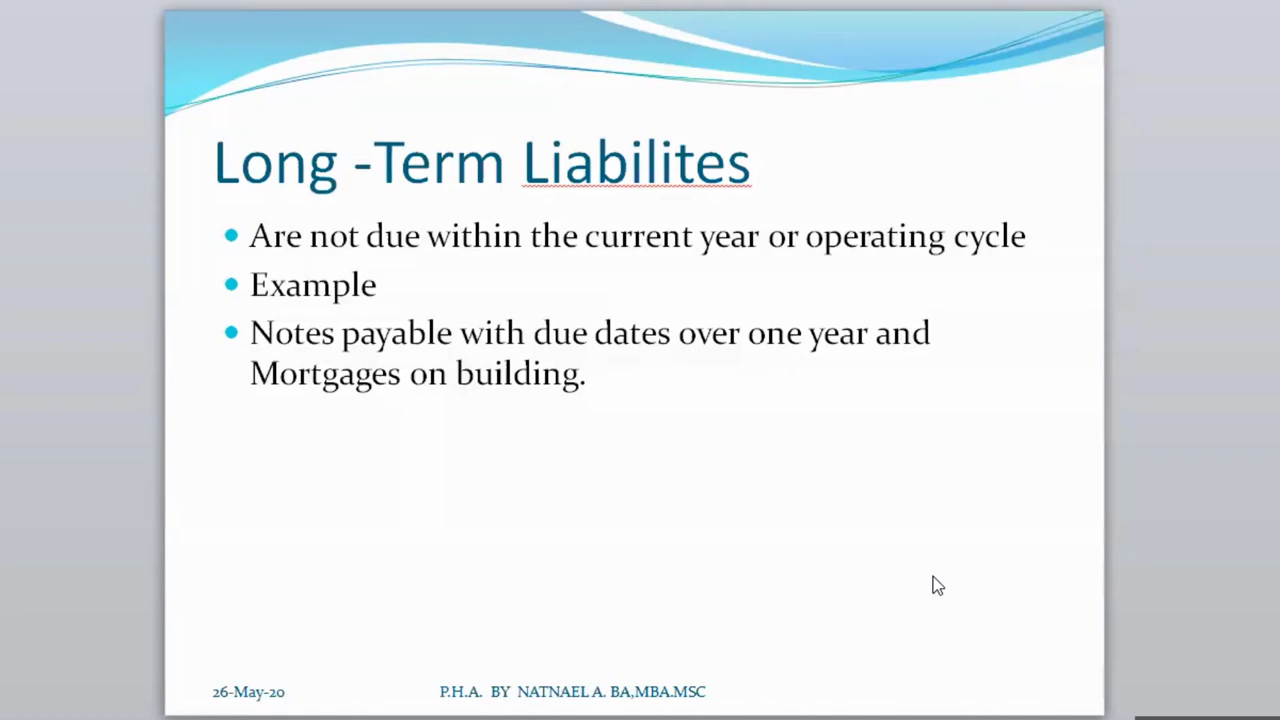 Long -Term Liabilites
• Are not due within the current year or operating cycle
• Example
• Notes payable with due dates over one year and
Mortgages on building.
26-May-20 P.H.A. BY NATNAEL A. BA,MBA.MSC